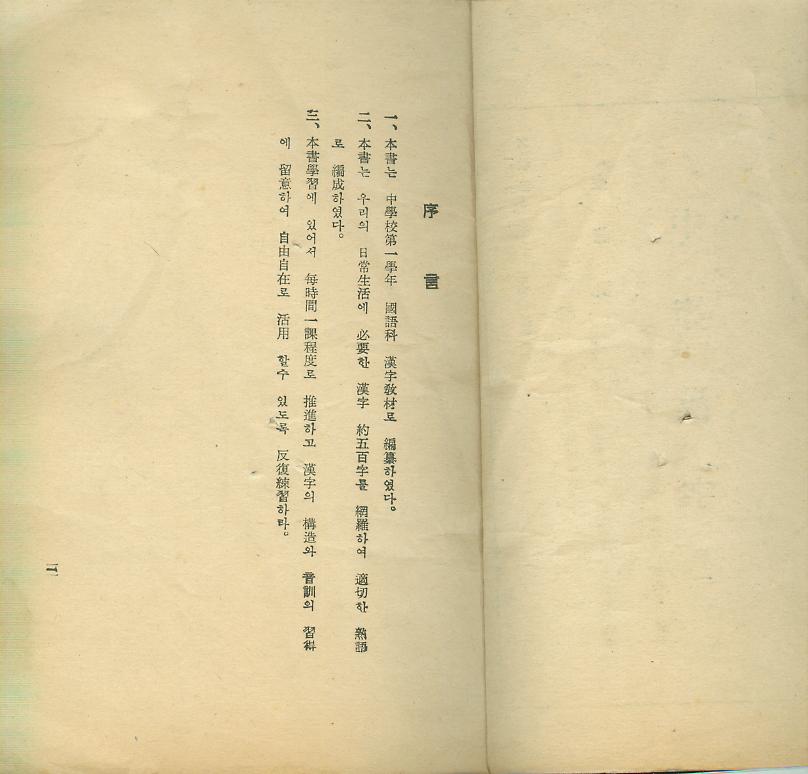 序言
一、本書는 中學校第一學年 國語科 漢字敎材로 編纂하였다。
二、本書는 우리의 日常生活에 必要한 漢字 約五百字를 網羅하여 適切한 熟語
로 編成하였다。
三、本書學習에 있어서 每時間一課程度로 推進하고 漢字의 構造와 音訓의 習得
에 留意하여 自由自在로 活用 할수 있도록 反復練習하라。